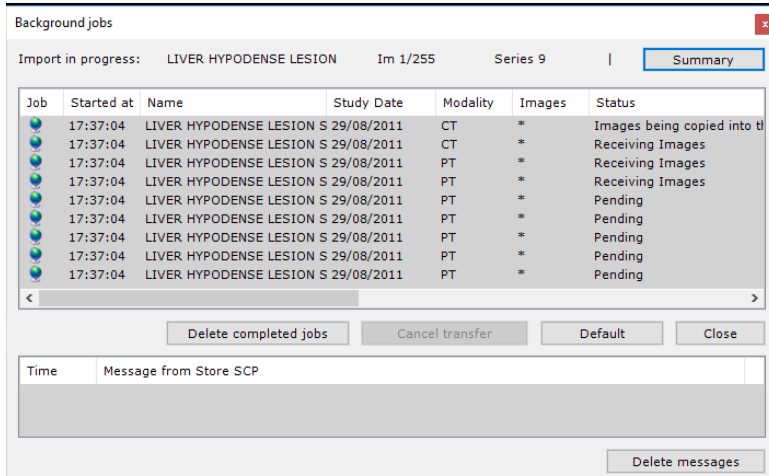 Background jobs
x
Import in progress: LIVER HYPODENSE LESION Im 1/255 Series 9 | Summary
Job Started at Name Study Date Modality Images Status
17:37:04 LIVER HYPODENSE LESION S 29/08/2011 CT * Images being copied into th
17:37:04 LIVER HYPODENSE LESION S 29/08/2011 CT * Receiving Images
17:37:04 LIVER HYPODENSE LESION S 29/08/2011 PT * Receiving Images
17:37:04 LIVER HYPODENSE LESION S 29/08/2011 PT * Receiving Images
17:37:04 LIVER HYPODENSE LESION S 29/08/2011 PT * Pending
17:37:04 LIVER HYPODENSE LESION S 29/08/2011 PT * Pending
17:37:04 LIVER HYPODENSE LESION S 29/08/2011 PT * Pending
17:37:04 LIVER HYPODENSE LESION S 29/08/2011 PT * Pending
17:37:04 LIVER HYPODENSE LESION S 29/08/2011 PT * Pending
Delete completed jobs Cancel transfer Default Close
Time Message from Store SCP
Delete messages